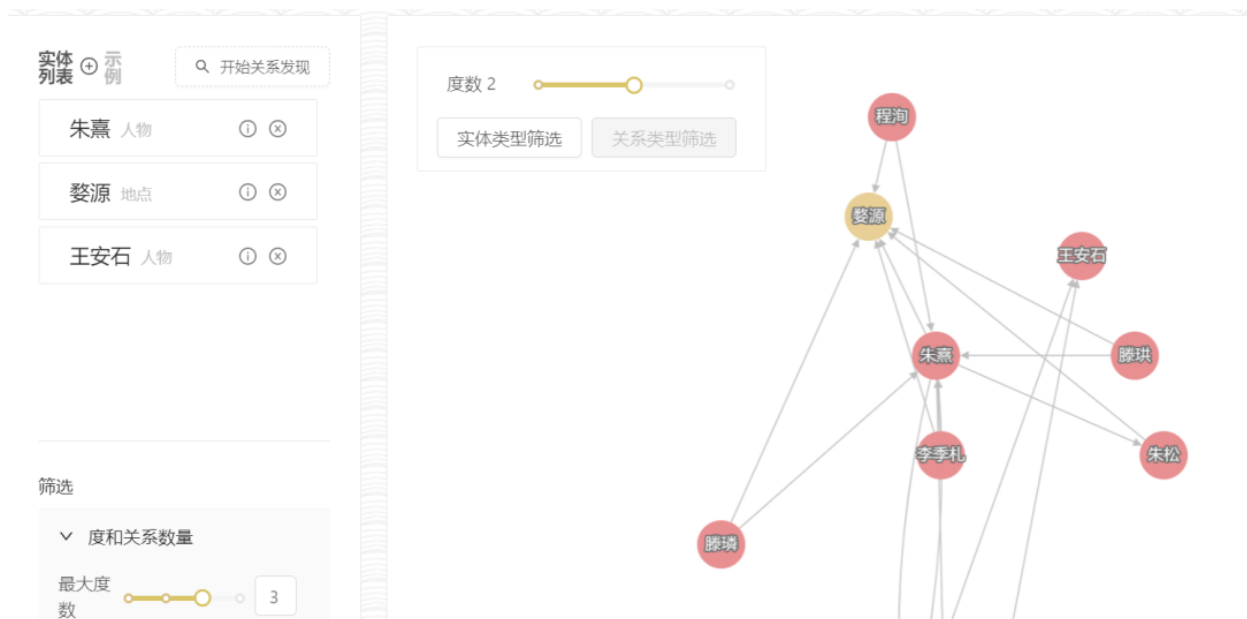 实体
列表
示
例
开始关系发现
朱熹 人物
婺源 地点
王安石 人物
筛选
度和关系数量
最大度
数
3
度数 2
实体类型筛选
关系类型筛选
程洵
婺源
王安石
朱熹
滕珙
李季札
朱松
滕璘